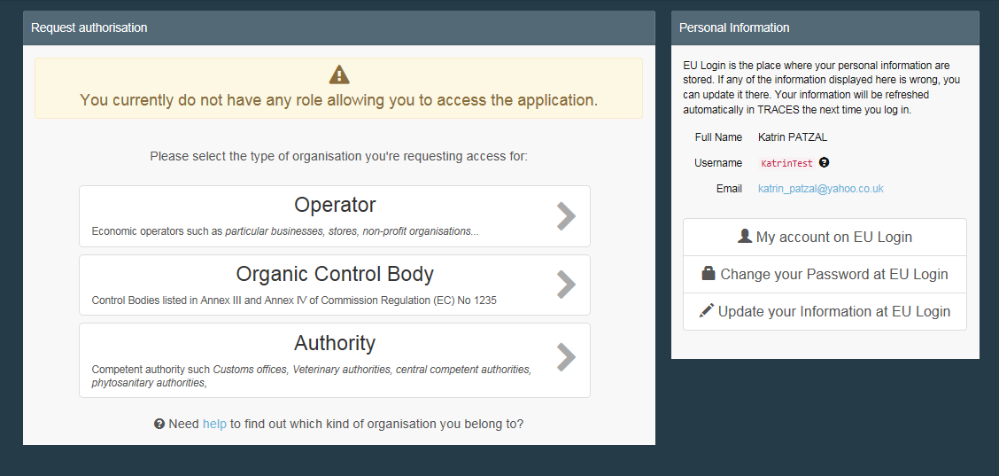 Request authorisation
You currently do not have any role allowing you to access the application.
Please select the type of organisation you're requesting access for:
Operator
Economic operators such as particular businesses, stores, non-profit organisations...
Organic Control Body
Control Bodies listed in Annex III and Annex IV of Commission Regulation (EC) No 1235
Authority
Competent authority such Customs offices, Veterinary authorities, central competent authorities,
phytosanitary authorities,
Need help to find out which kind of organisation you belong to?
Personal Information
EU Login is the place where your personal information are
stored. If any of the information displayed here is wrong, you
can update it there. Your information will be refreshed
automatically in TRACES the next time you log in.
Full Name Katrin PATZAL
Username KatrinTest
Email katrin_patzal@yahoo.co.uk
My account on EU Login
Change your Password at EU Login
Update your Information at EU Login